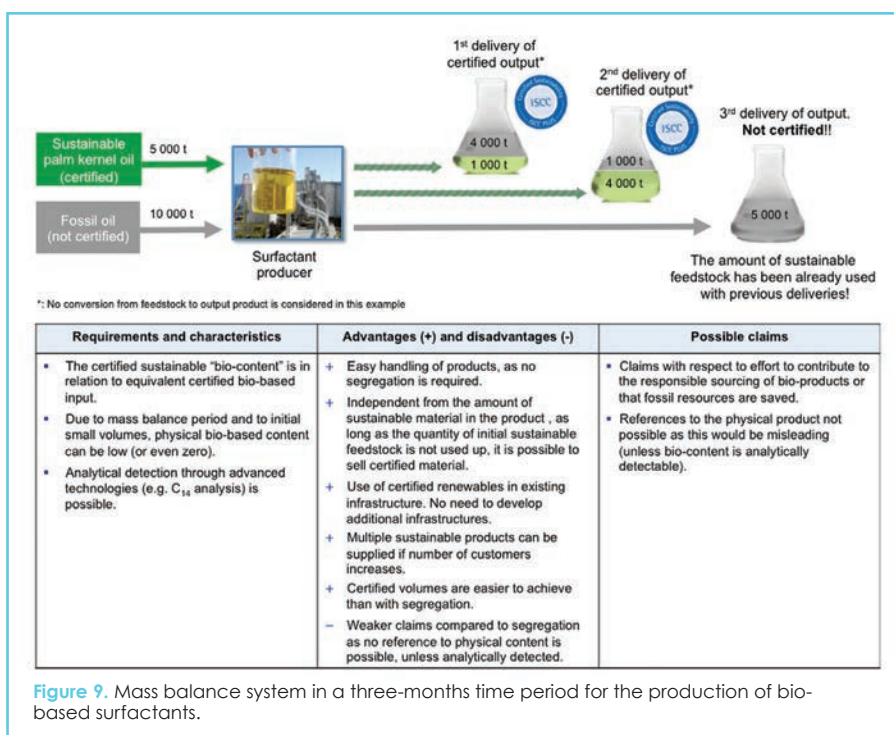 1st delivery of
certified output*
2nd delivery of
certified output*
3rd delivery of output.
Not certified!!
ISCC
ISCC
Sustainable
palm kernel oil
(certified)
5 000 t
4 000 t
1 000 t
1 000 t
4 000 t
5 000 t
Fossil oil
(not certified)
10 000 t
Surfactant
producer
The amount of sustainable
feedstock has been already used
with previous deliveries!
*: No conversion from feedstock to output product is considered in this example
Requirements and characteristics
▪ The certified sustainable “bio-content” is in
relation to equivalent certified bio-based
input.
▪ Due to mass balance period and to initial
small volumes, physical bio-based content
can be low (or even zero).
▪ Analytical detection through advanced
technologies (e.g. C14 analysis) is
possible.
Advantages (+) and disadvantages (-)
+ Easy handling of products, as no
segregation is required.
+ Independent from the amount of
sustainable material in the product , as
long as the quantity of initial sustainable
feedstock is not used up, it is possible to
sell certified material.
+ Use of certified renewables in existing
infrastructure. No need to develop
additional infrastructures.
+ Multiple sustainable products can be
supplied if number of customers
increases.
+ Certified volumes are easier to achieve
than with segregation.
− Weaker claims compared to segregation
as no reference to physical content is
possible, unless analytically detected.
Possible claims
▪ Claims with respect to effort to contribute to
the responsible sourcing of bio-products or
that fossil resources are saved.
▪ References to the physical product not
possible as this would be misleading
(unless bio-content is analytically
detectable).
Figure 9. Mass balance system in a three-months time period for the production of bio-
based surfactants.